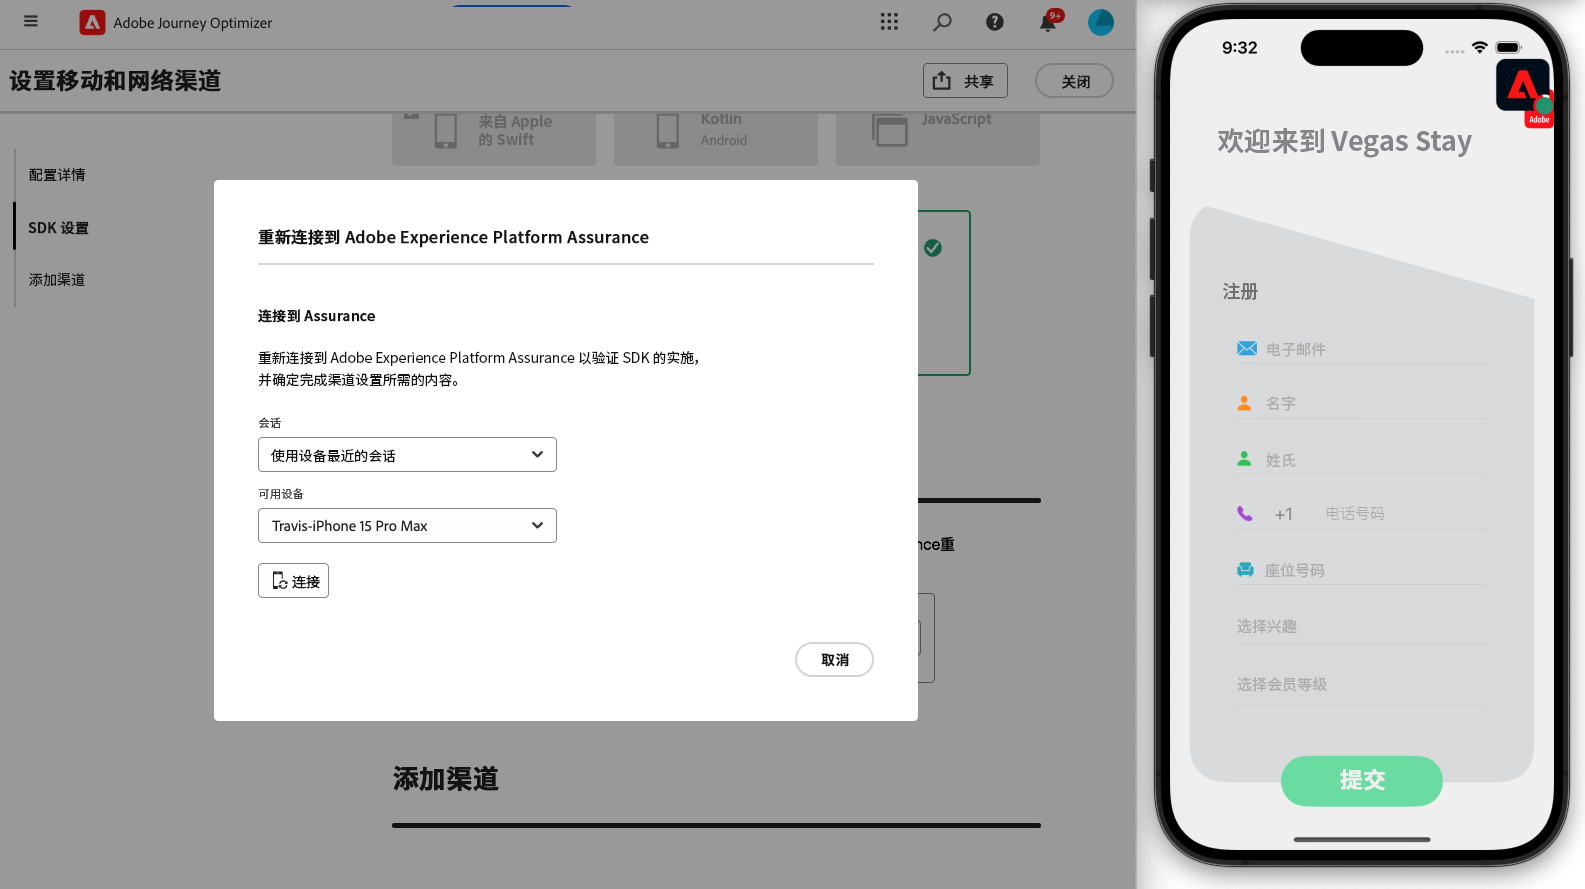 Adobe Journey Optimizer
9+
设置移动和网络渠道
共享
关闭
来自 Apple
的 Swift
Kotlin
Android
JavaScript
配置详情
SDK 设置
添加渠道
重新连接到 Adobe Experience Platform Assurance
连接到 Assurance
重新连接到 Adobe Experience Platform Assurance 以验证 SDK 的实施,
并确定完成渠道设置所需的内容。
会话
使用设备最近的会话
可用设备
Travis-iPhone 15 Pro Max
连接
取消
nce重
添加渠道
9:32
Adobe
欢迎来到 Vegas Stay
注册
电子邮件
名字
姓氏
+1 电话号码
座位号码
选择兴趣
选择会员等级
提交